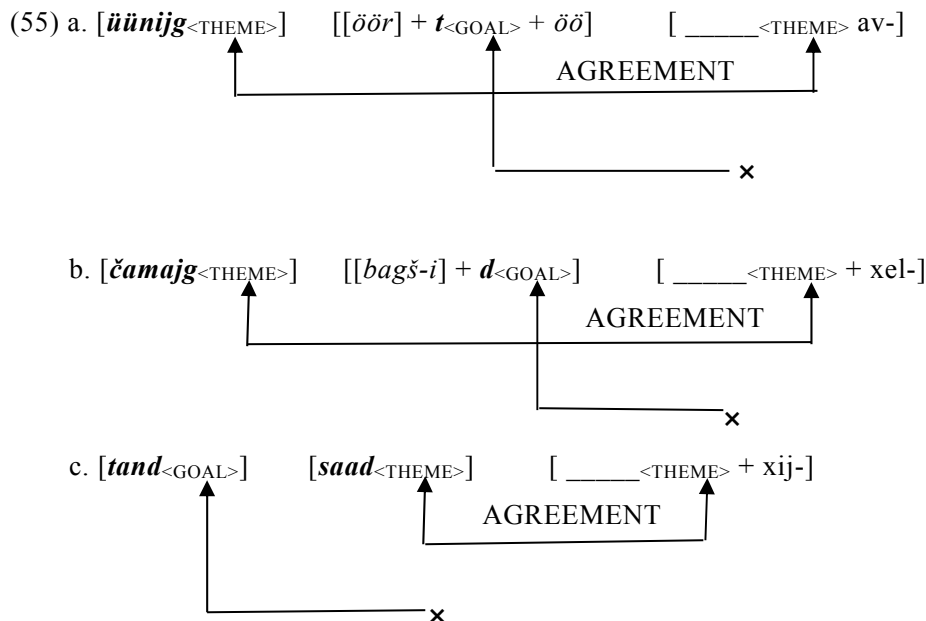 (55) a. [üünijg<THEME>] [[öör] + t<GOAL> + öö] [ _____<THEME> av-]
AGREEMENT
×
b. [čamajg<THEME>] [[bagš-i] + d<GOAL>] [ _____<THEME> + xel-]
AGREEMENT
×
c. [tand<GOAL>] [saad<THEME>] [ _____<THEME> + xij-]
AGREEMENT
×